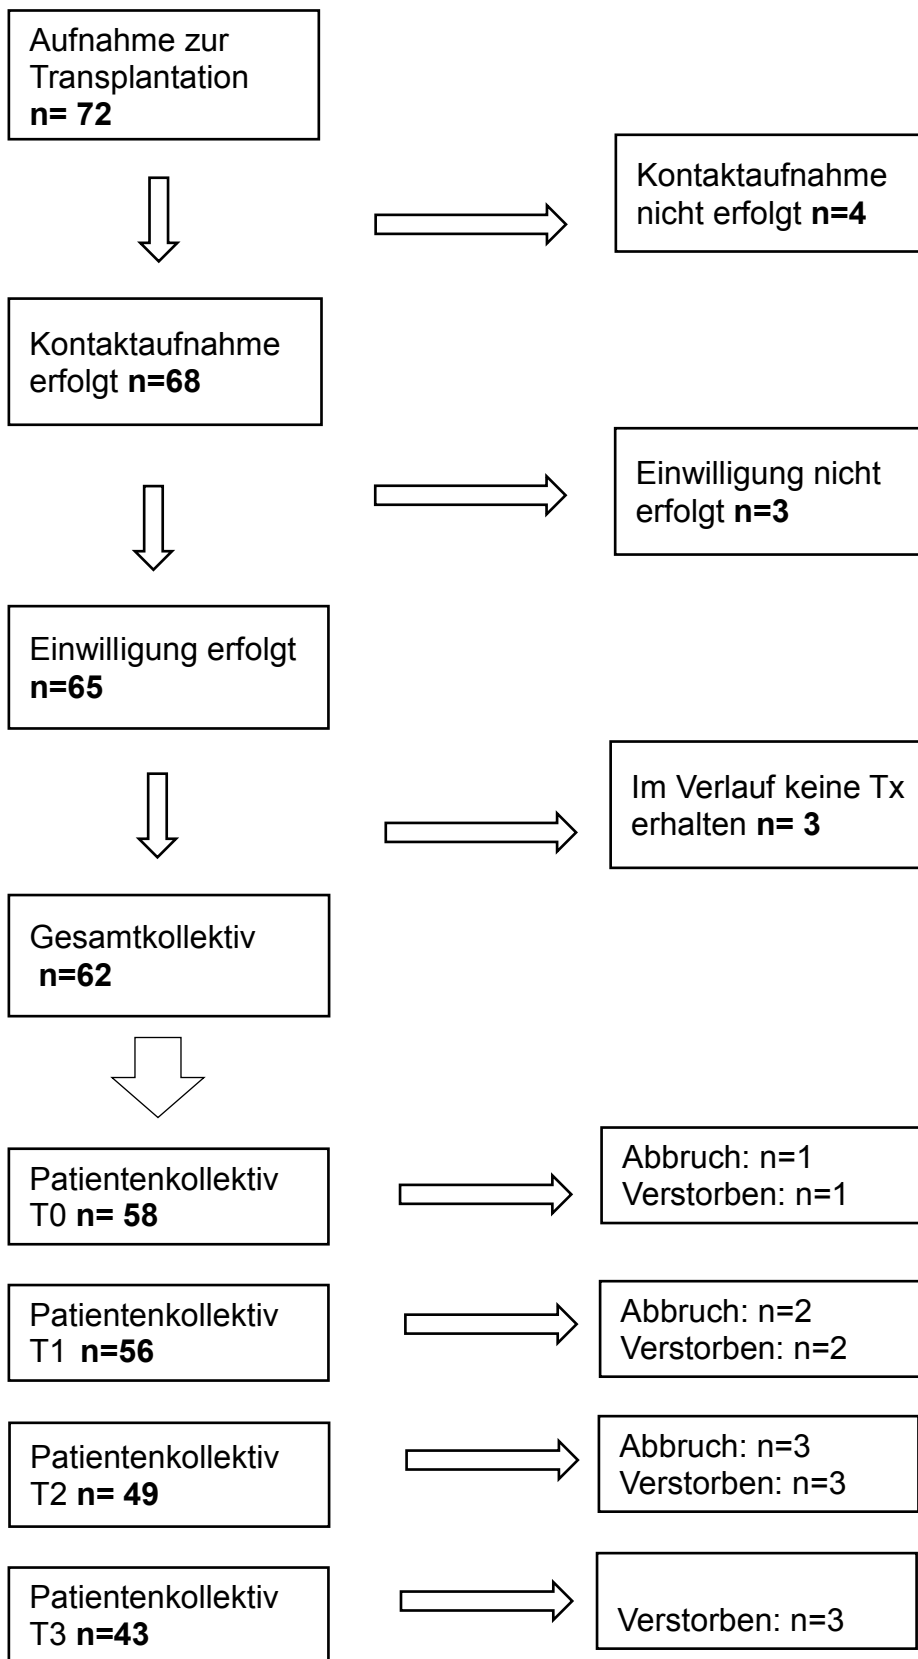 Aufnahme zur
Transplantation
n= 72
Kontaktaufnahme
nicht erfolgt n=4
Kontaktaufnahme
erfolgt n=68
Einwilligung nicht
erfolgt n=3
Einwilligung erfolgt
n=65
Im Verlauf keine Tx
erhalten n= 3
Gesamtkollektiv
n=62
Patientenkollektiv
T0 n= 58
Abbruch: n=1
Verstorben: n=1
Patientenkollektiv
T1 n=56
Abbruch: n=2
Verstorben: n=2
Patientenkollektiv
T2 n= 49
Abbruch: n=3
Verstorben: n=3
Patientenkollektiv
T3 n=43
Verstorben: n=3